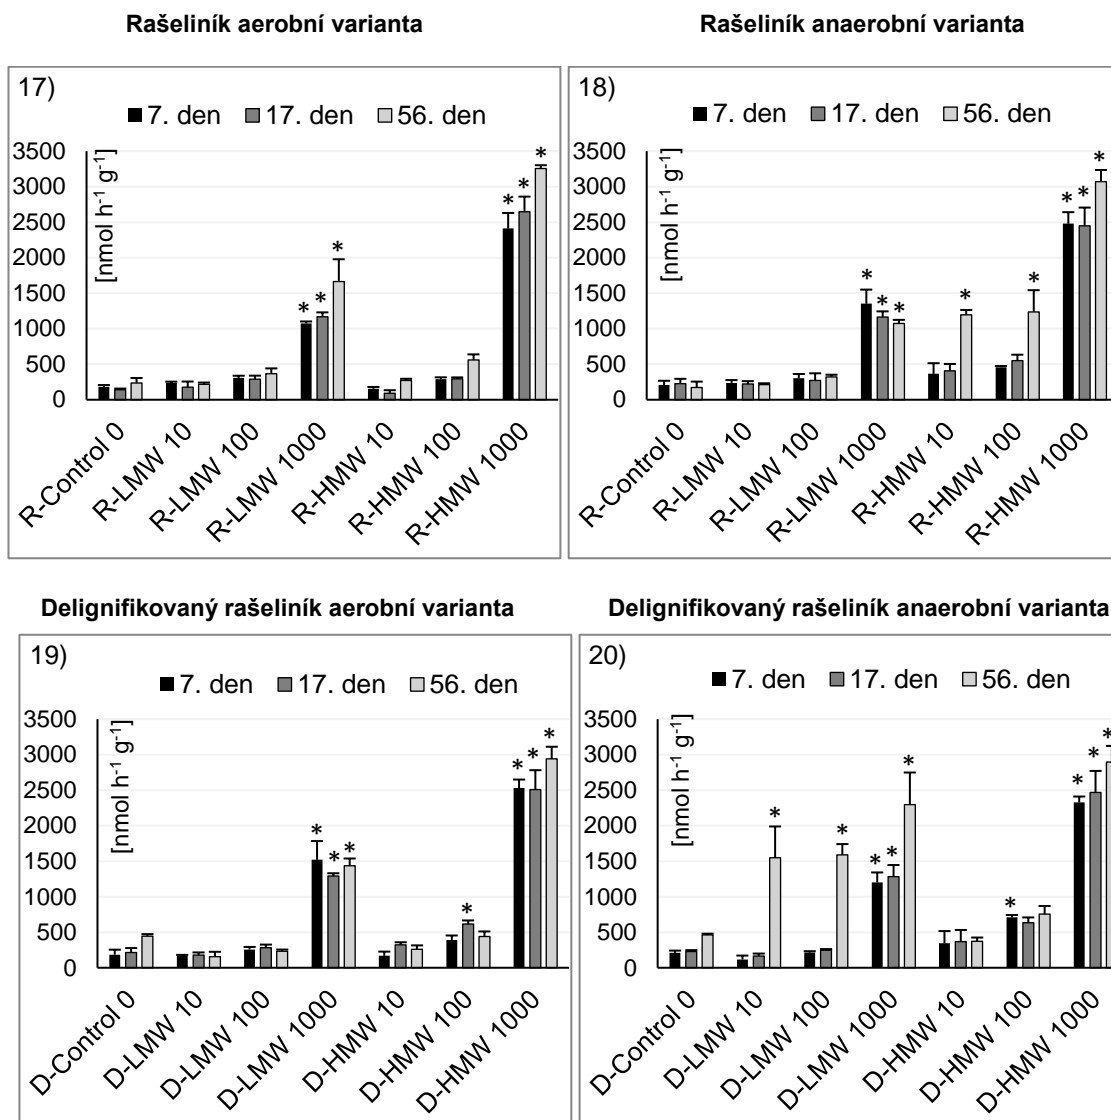 Rašeliník aerobní varianta
Rašeliník anaerobní varianta
17)
7. den 17. den 56. den
[nmol h⁻¹ g⁻¹]
3500
3000
2500
2000
1500
1000
500
0
* * * * * *
R-Control 0
R-LMW 10
R-LMW 100
R-LMW 1000
R-HMW 10
R-HMW 100
R-HMW 1000
18)
7. den 17. den 56. den
[nmol h⁻¹ g⁻¹]
3500
3000
2500
2000
1500
1000
500
0
* * * * * * * *
R-Control 0
R-LMW 10
R-LMW 100
R-LMW 1000
R-HMW 10
R-HMW 100
R-HMW 1000
Delignifikovaný rašeliník aerobní varianta
Delignifikovaný rašeliník anaerobní varianta
19)
7. den 17. den 56. den
[nmol h⁻¹ g⁻¹]
3500
3000
2500
2000
1500
1000
500
0
* * * * * * *
D-Control 0
D-LMW 10
D-LMW 100
D-LMW 1000
D-HMW 10
D-HMW 100
D-HMW 1000
20)
7. den 17. den 56. den
[nmol h⁻¹ g⁻¹]
3500
3000
2500
2000
1500
1000
500
0
* * * * * * * * *
D-Control 0
D-LMW 10
D-LMW 100
D-LMW 1000
D-HMW 10
D-HMW 100
D-HMW 1000